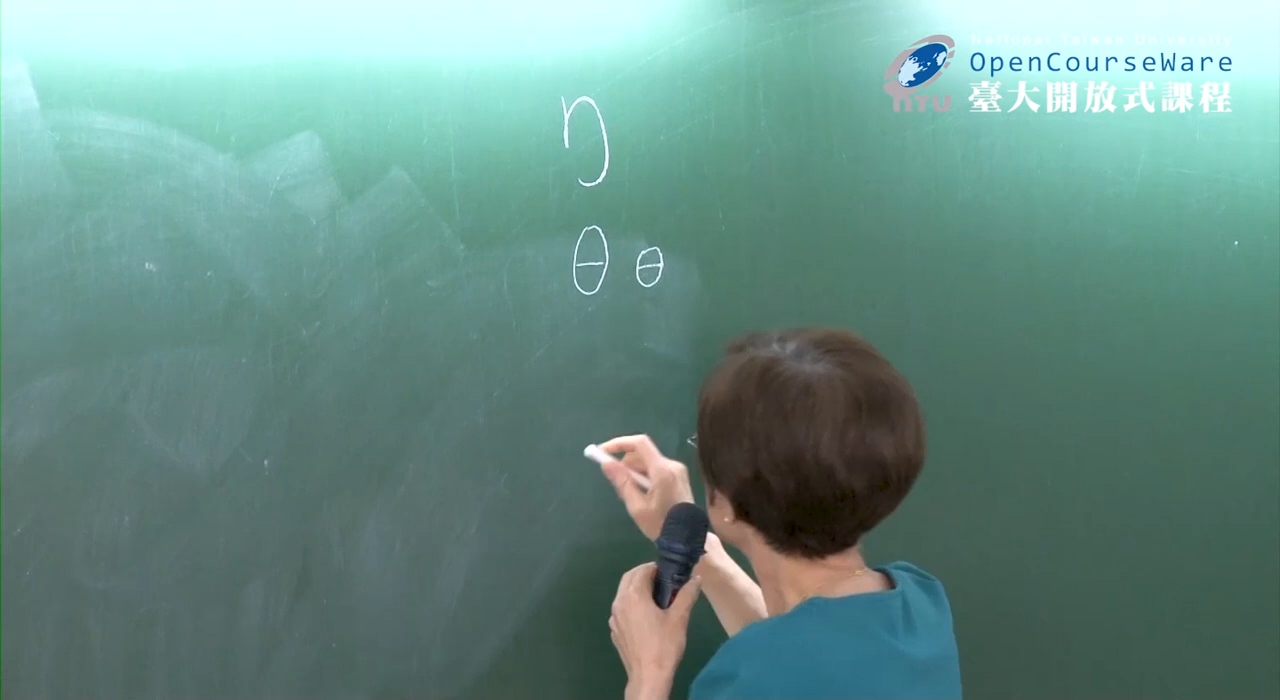 National Taiwan University
OpenCourseWare
NTU
臺大開放式課程
η
θ θ